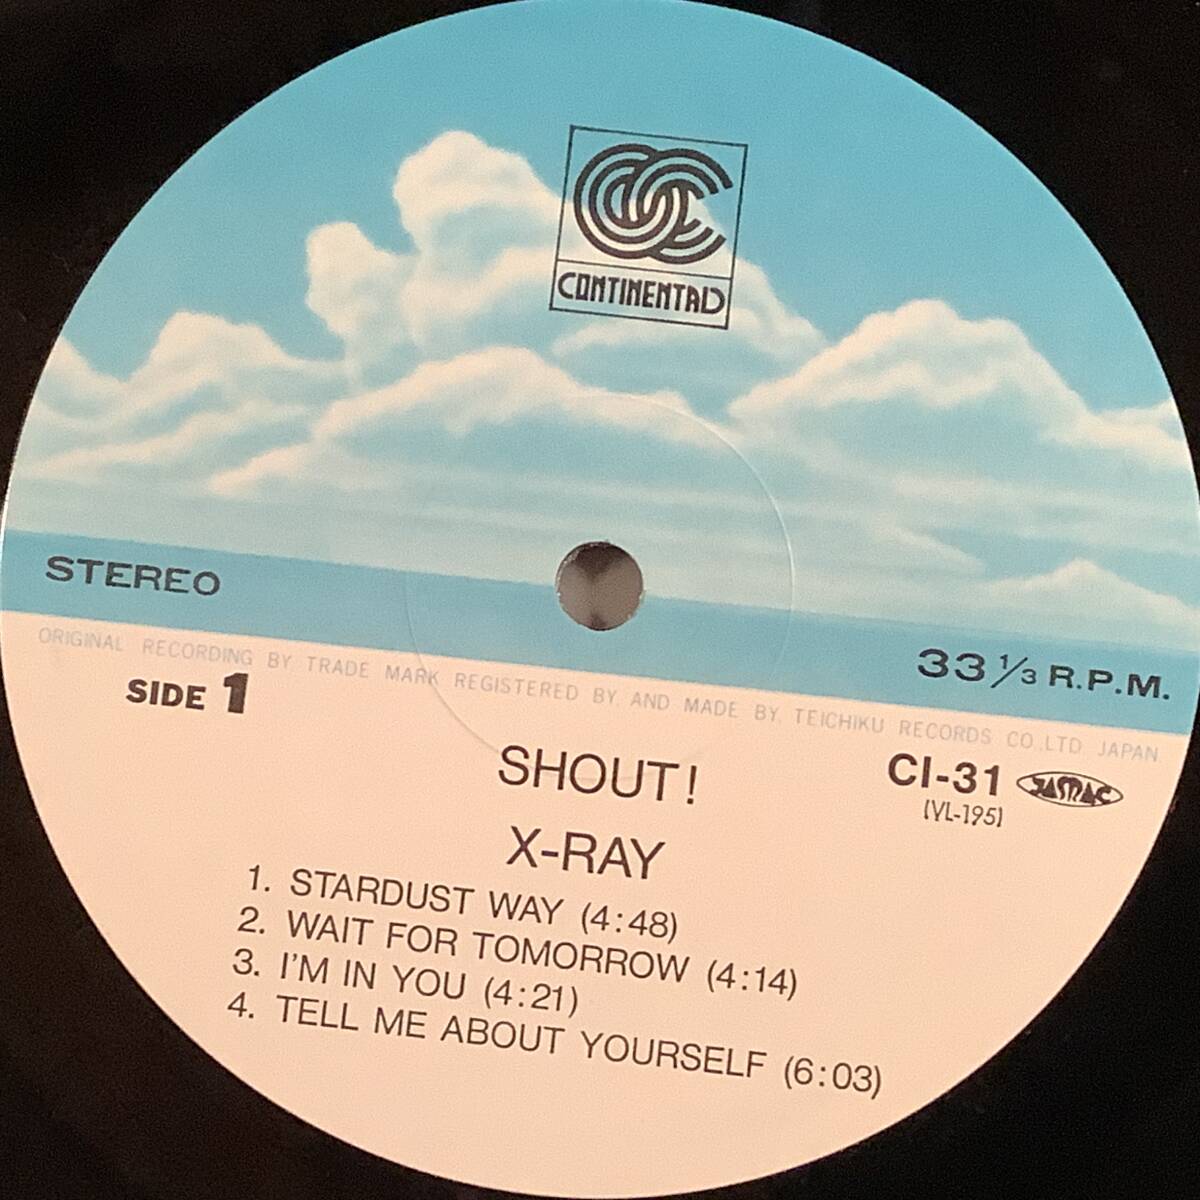 CONTINENTAL
STEREO
33 1/3 R.P.M.
ORIGINAL RECORDING BY TRADE MARK REGISTERED BY, AND MADE BY, TEICHIKU RECORDS CO.,LTD JAPAN
SIDE 1
SHOUT!
CI-31 JASRAC
(VL-195)
X-RAY
1. STARDUST WAY (4:48)
2. WAIT FOR TOMORROW (4:14)
3. I'M IN YOU (4:21)
4. TELL ME ABOUT YOURSELF (6:03)